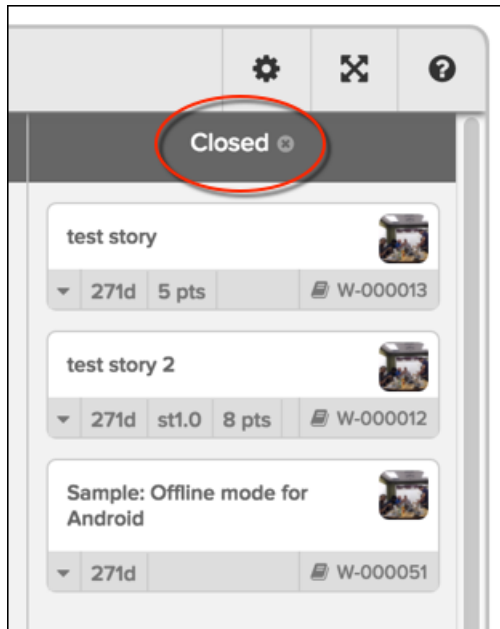 Closed
test story
271d 5 pts W-000013
test story 2
271d st1.0 8 pts W-000012
Sample: Offline mode for
Android
271d W-000051